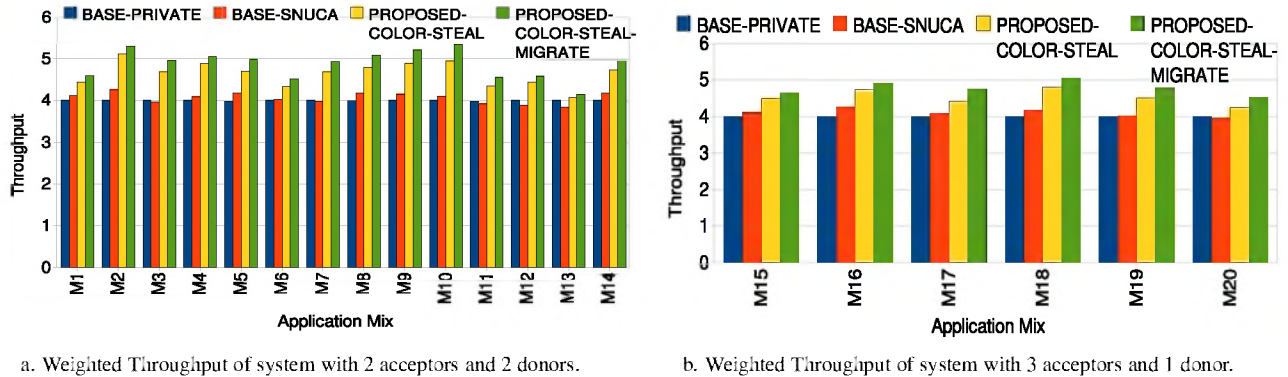 BASE-PRIVATE BASE-SNUCA PROPOSED-COLOR-STEAL PROPOSED-COLOR-STEAL-MIGRATE
6
5
4
3
2
1
0
Throughput
M1 M2 M3 M4 M5 M6 M7 M8 M9 M10 M11 M12 M13 M14
Application Mix
a. Weighted Throughput of system with 2 acceptors and 2 donors.
BASE-PRIVATE BASE-SNUCA PROPOSED-COLOR-STEAL PROPOSED-COLOR-STEAL-MIGRATE
6
5
4
3
2
1
0
Throughput
M15 M16 M17 M18 M19 M20
Application Mix
b. Weighted Throughput of system with 3 acceptors and 1 donor.